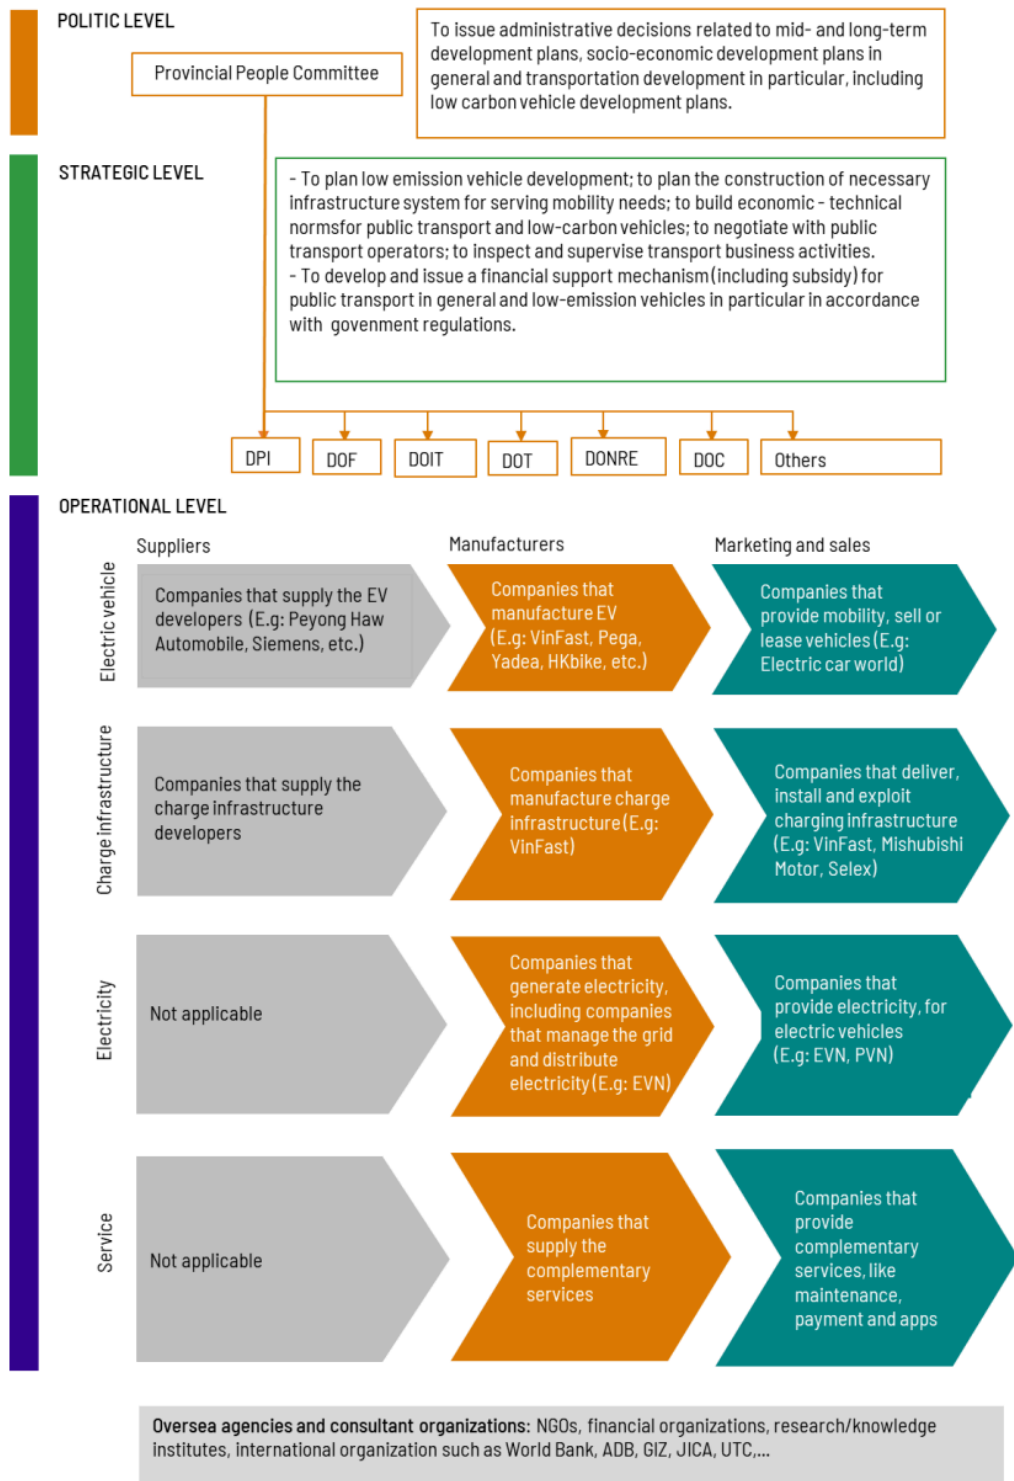 POLITIC LEVEL
Provincial People Committee
To issue administrative decisions related to mid- and long-term
development plans, socio-economic development plans in
general and transportation development in particular, including
low carbon vehicle development plans.
STRATEGIC LEVEL
- To plan low emission vehicle development; to plan the construction of necessary
infrastructure system for serving mobility needs; to build economic - technical
normsfor public transport and low-carbon vehicles; to negotiate with public
transport operators; to inspect and supervise transport business activities.
- To develop and issue a financial support mechanism (including subsidy) for
public transport in general and low-emission vehicles in particular in accordance
with govenment regulations.
DPI
DOF
DOIT
DOT
DONRE
DOC
Others
OPERATIONAL LEVEL
Suppliers
Manufacturers
Marketing and sales
Electric vehicle
Companies that supply the EV
developers (E.g: Peyong Haw
Automobile, Siemens, etc.)
Companies that
manufacture EV
(E.g: VinFast, Pega,
Yadea, HKbike, etc.)
Companies that
provide mobility, sell or
lease vehicles (E.g:
Electric car world)
Charge infrastructure
Companies that supply the
charge infrastructure
developers
Companies that
manufacture charge
infrastructure (E.g:
VinFast)
Companies that deliver,
install and exploit
charging infrastructure
(E.g: VinFast, Mishubishi
Motor, Selex)
Electricity
Not applicable
Companies that
generate electricity,
including companies
that manage the grid
and distribute
electricity (E.g: EVN)
Companies that
provide electricity, for
electric vehicles
(E.g: EVN, PVN)
Service
Not applicable
Companies that
supply the
complementary
services
Companies that
provide
complementary
services, like
maintenance,
payment and apps
Oversea agencies and consultant organizations: NGOs, financial organizations, research/knowledge
institutes, international organization such as World Bank, ADB, GIZ, JICA, UTC,...